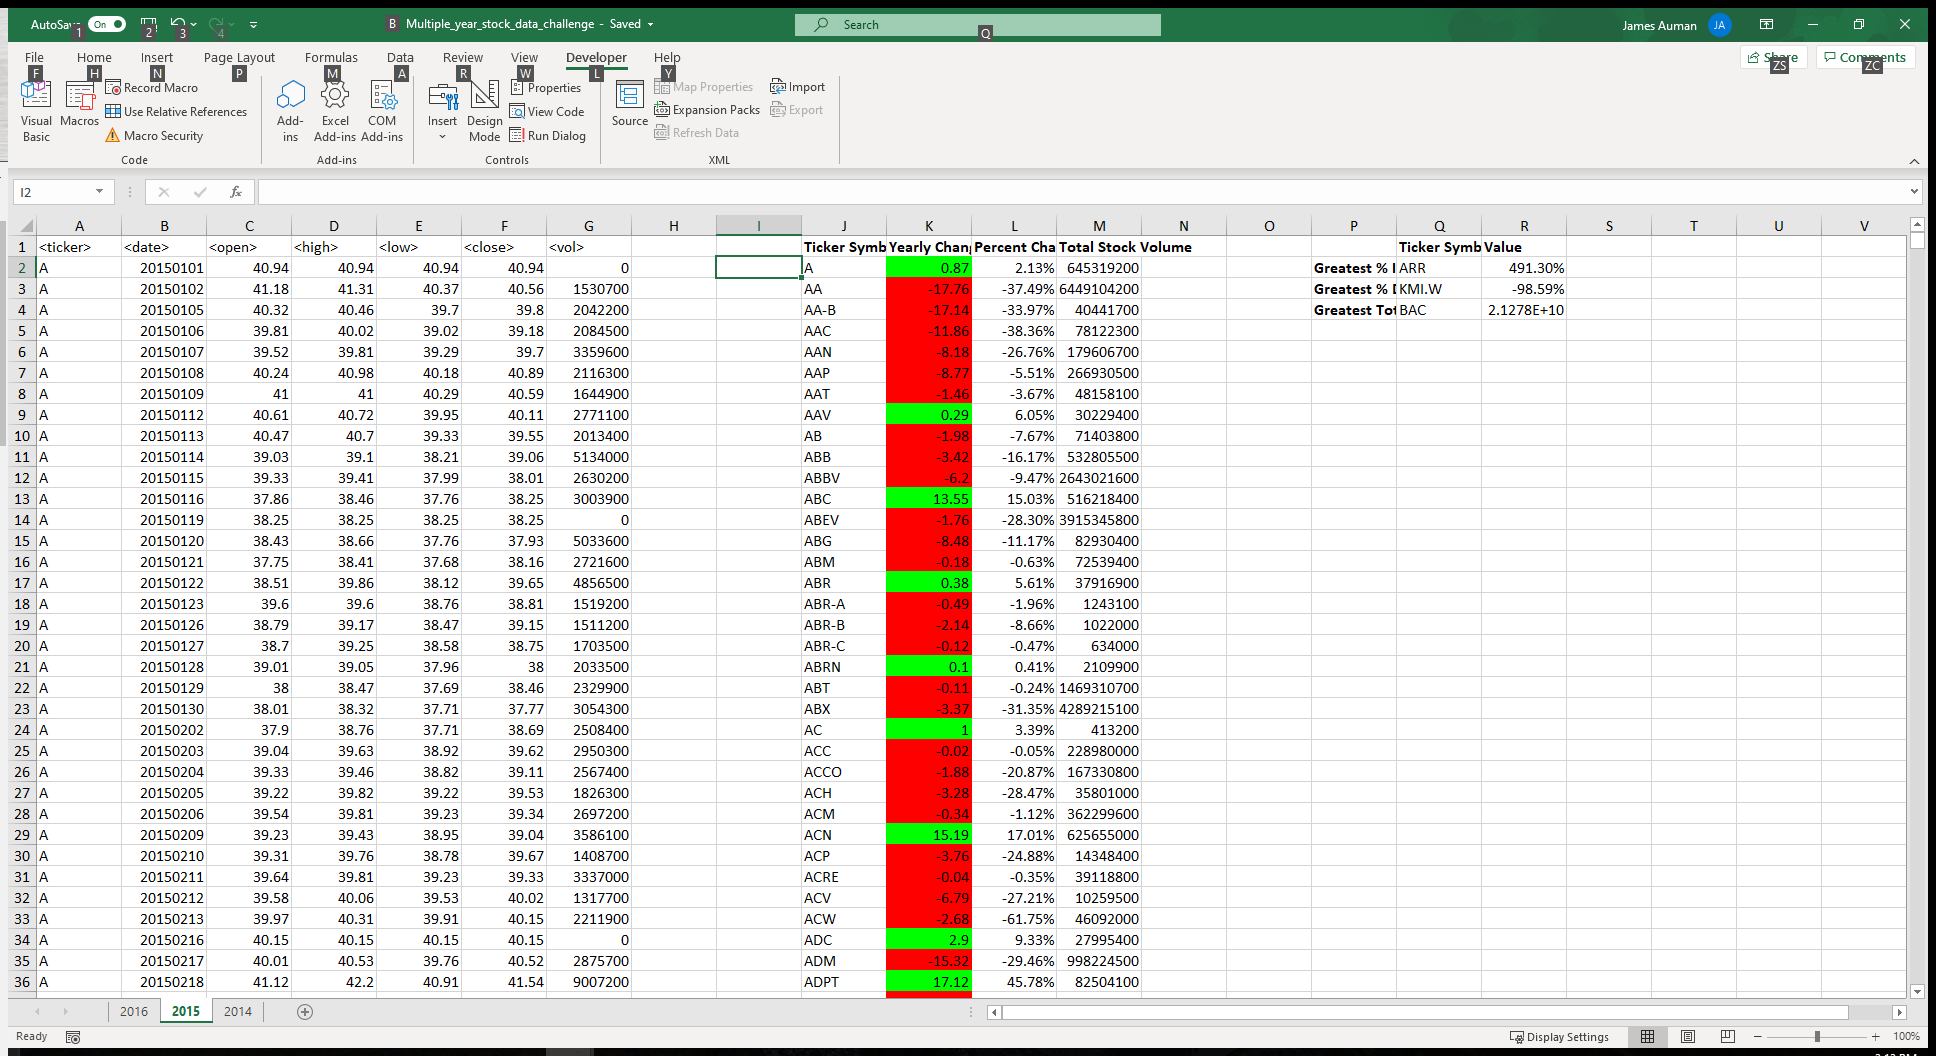 AutoSav On 1 2 3 4 B Multiple_year_stock_data_challenge - Saved Search Q James Auman JA
File Home Insert Page Layout Formulas Data Review View Developer Help Share Comments
F H N P M A R W L Y ZS ZC
Visual Basic
Macros
Record Macro
Use Relative References
Macro Security
Code
Add-ins
Excel Add-ins
COM Add-ins
Add-ins
Insert
Design Mode
Properties
View Code
Run Dialog
Controls
Source
Map Properties
Expansion Packs
Refresh Data
Import
Export
XML
I2 fx
A B C D E F G H I J K L M N O P Q R S T U V
1 <ticker> <date> <open> <high> <low> <close> <vol> Ticker Symb Yearly Chang Percent Cha Total Stock Volume Ticker Symb Value
2 A 20150101 40.94 40.94 40.94 40.94 0 A 0.87 2.13% 645319200 Greatest % I ARR 491.30%
3 A 20150102 41.18 41.31 40.37 40.56 1530700 AA -17.76 -37.49% 6449104200 Greatest % D KMI.W -98.59%
4 A 20150105 40.32 40.46 39.7 39.8 2042200 AA-B -17.14 -33.97% 40441700 Greatest Tot BAC 2.1278E+10
5 A 20150106 39.81 40.02 39.02 39.18 2084500 AAC -11.86 -38.36% 78122300
6 A 20150107 39.52 39.81 39.29 39.7 3359600 AAN -8.18 -26.76% 179606700
7 A 20150108 40.24 40.98 40.18 40.89 2116300 AAP -8.77 -5.51% 266930500
8 A 20150109 41 41 40.29 40.59 1644900 AAT -1.46 -3.67% 48158100
9 A 20150112 40.61 40.72 39.95 40.11 2771100 AAV 0.29 6.05% 30229400
10 A 20150113 40.47 40.7 39.33 39.55 2013400 AB -1.98 -7.67% 71403800
11 A 20150114 39.03 39.1 38.21 39.06 5134000 ABB -3.42 -16.17% 532805500
12 A 20150115 39.33 39.41 37.99 38.01 2630200 ABBV -6.2 -9.47% 2643021600
13 A 20150116 37.86 38.46 37.76 38.25 3003900 ABC 13.55 15.03% 516218400
14 A 20150119 38.25 38.25 38.25 38.25 0 ABEV -1.76 -28.30% 3915345800
15 A 20150120 38.43 38.66 37.76 37.93 5033600 ABG -8.48 -11.17% 82930400
16 A 20150121 37.75 38.41 37.68 38.16 2721600 ABM -0.18 -0.63% 72539400
17 A 20150122 38.51 39.86 38.12 39.65 4856500 ABR 0.38 5.61% 37916900
18 A 20150123 39.6 39.6 38.76 38.81 1519200 ABR-A -0.49 -1.96% 1243100
19 A 20150126 38.79 39.17 38.47 39.15 1511200 ABR-B -2.14 -8.66% 1022000
20 A 20150127 38.7 39.25 38.58 38.75 1703500 ABR-C -0.12 -0.47% 634000
21 A 20150128 39.01 39.05 37.96 38 2033500 ABRN 0.1 0.41% 2109900
22 A 20150129 38 38.47 37.69 38.46 2329900 ABT -0.11 -0.24% 1469310700
23 A 20150130 38.01 38.32 37.71 37.77 3054300 ABX -3.37 -31.35% 4289215100
24 A 20150202 37.9 38.76 37.71 38.69 2508400 AC 1 3.39% 413200
25 A 20150203 39.04 39.63 38.92 39.62 2950300 ACC -0.02 -0.05% 228980000
26 A 20150204 39.33 39.46 38.82 39.11 2567400 ACCO -1.88 -20.87% 167330800
27 A 20150205 39.22 39.82 39.22 39.53 1826300 ACH -3.28 -28.47% 35801000
28 A 20150206 39.54 39.81 39.23 39.34 2697200 ACM -0.34 -1.12% 362299600
29 A 20150209 39.23 39.43 38.95 39.04 3586100 ACN 15.19 17.01% 625655000
30 A 20150210 39.31 39.76 38.78 39.67 1408700 ACP -3.76 -24.88% 14348400
31 A 20150211 39.64 39.81 39.23 39.33 3337000 ACRE -0.04 -0.35% 39118800
32 A 20150212 39.58 40.06 39.53 40.02 1317700 ACV -6.79 -27.21% 10259500
33 A 20150213 39.97 40.31 39.91 40.15 2211900 ACW -2.68 -61.75% 46092000
34 A 20150216 40.15 40.15 40.15 40.15 0 ADC 2.9 9.33% 27995400
35 A 20150217 40.01 40.53 39.76 40.52 2875700 ADM -15.32 -29.46% 998224500
36 A 20150218 41.12 42.2 40.91 41.54 9007200 ADPT 17.12 45.78% 82504100
2016 2015 2014
Ready Display Settings 100%